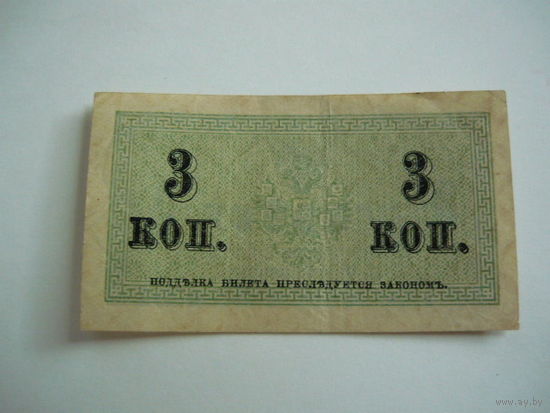 3 3
КОП. КОП.
ПОДДѢЛКА БИЛЕТА ПРЕСЛѢДУЕТСЯ ЗАКОНОМЪ.
© www.ay.by